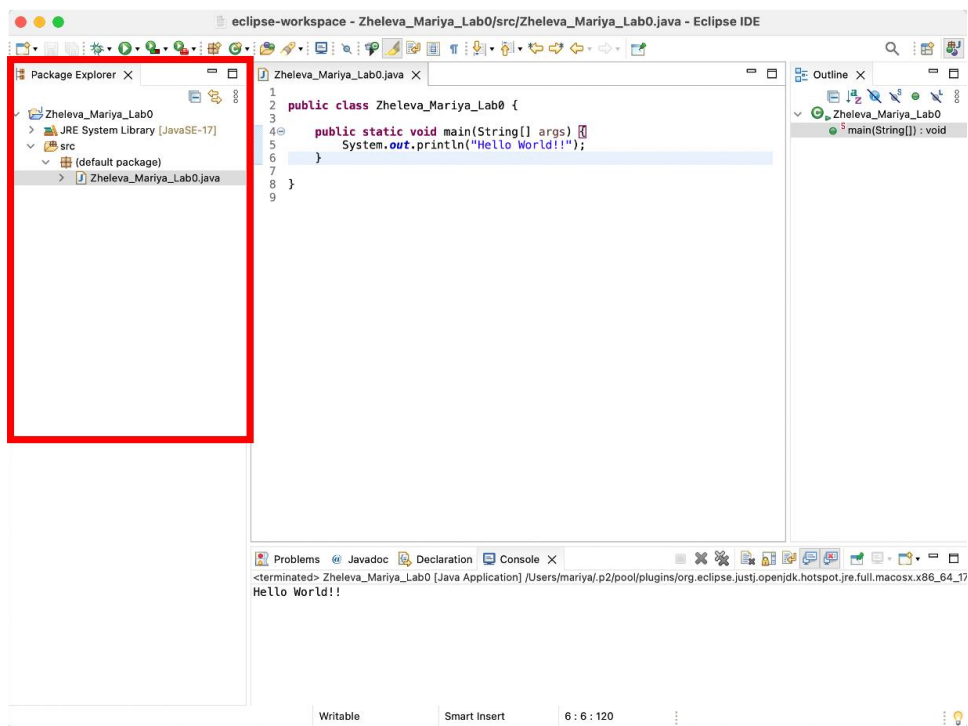 eclipse-workspace - Zheleva_Mariya_Lab0/src/Zheleva_Mariya_Lab0.java - Eclipse IDE
Package Explorer
Zheleva_Mariya_Lab0
JRE System Library [JavaSE-17]
src
(default package)
Zheleva_Mariya_Lab0.java
Zheleva_Mariya_Lab0.java
1
2 public class Zheleva_Mariya_Lab0 {
3
4 public static void main(String[] args) {
5 System.out.println("Hello World!!");
6 }
7
8 }
9
Outline
Zheleva_Mariya_Lab0
S main(String[]) : void
Problems @ Javadoc Declaration Console
<terminated> Zheleva_Mariya_Lab0 [Java Application] /Users/mariya/.p2/pool/plugins/org.eclipse.justj.openjdk.hotspot.jre.full.macosx.x86_64_17
Hello World!!
Writable Smart Insert 6 : 6 : 120